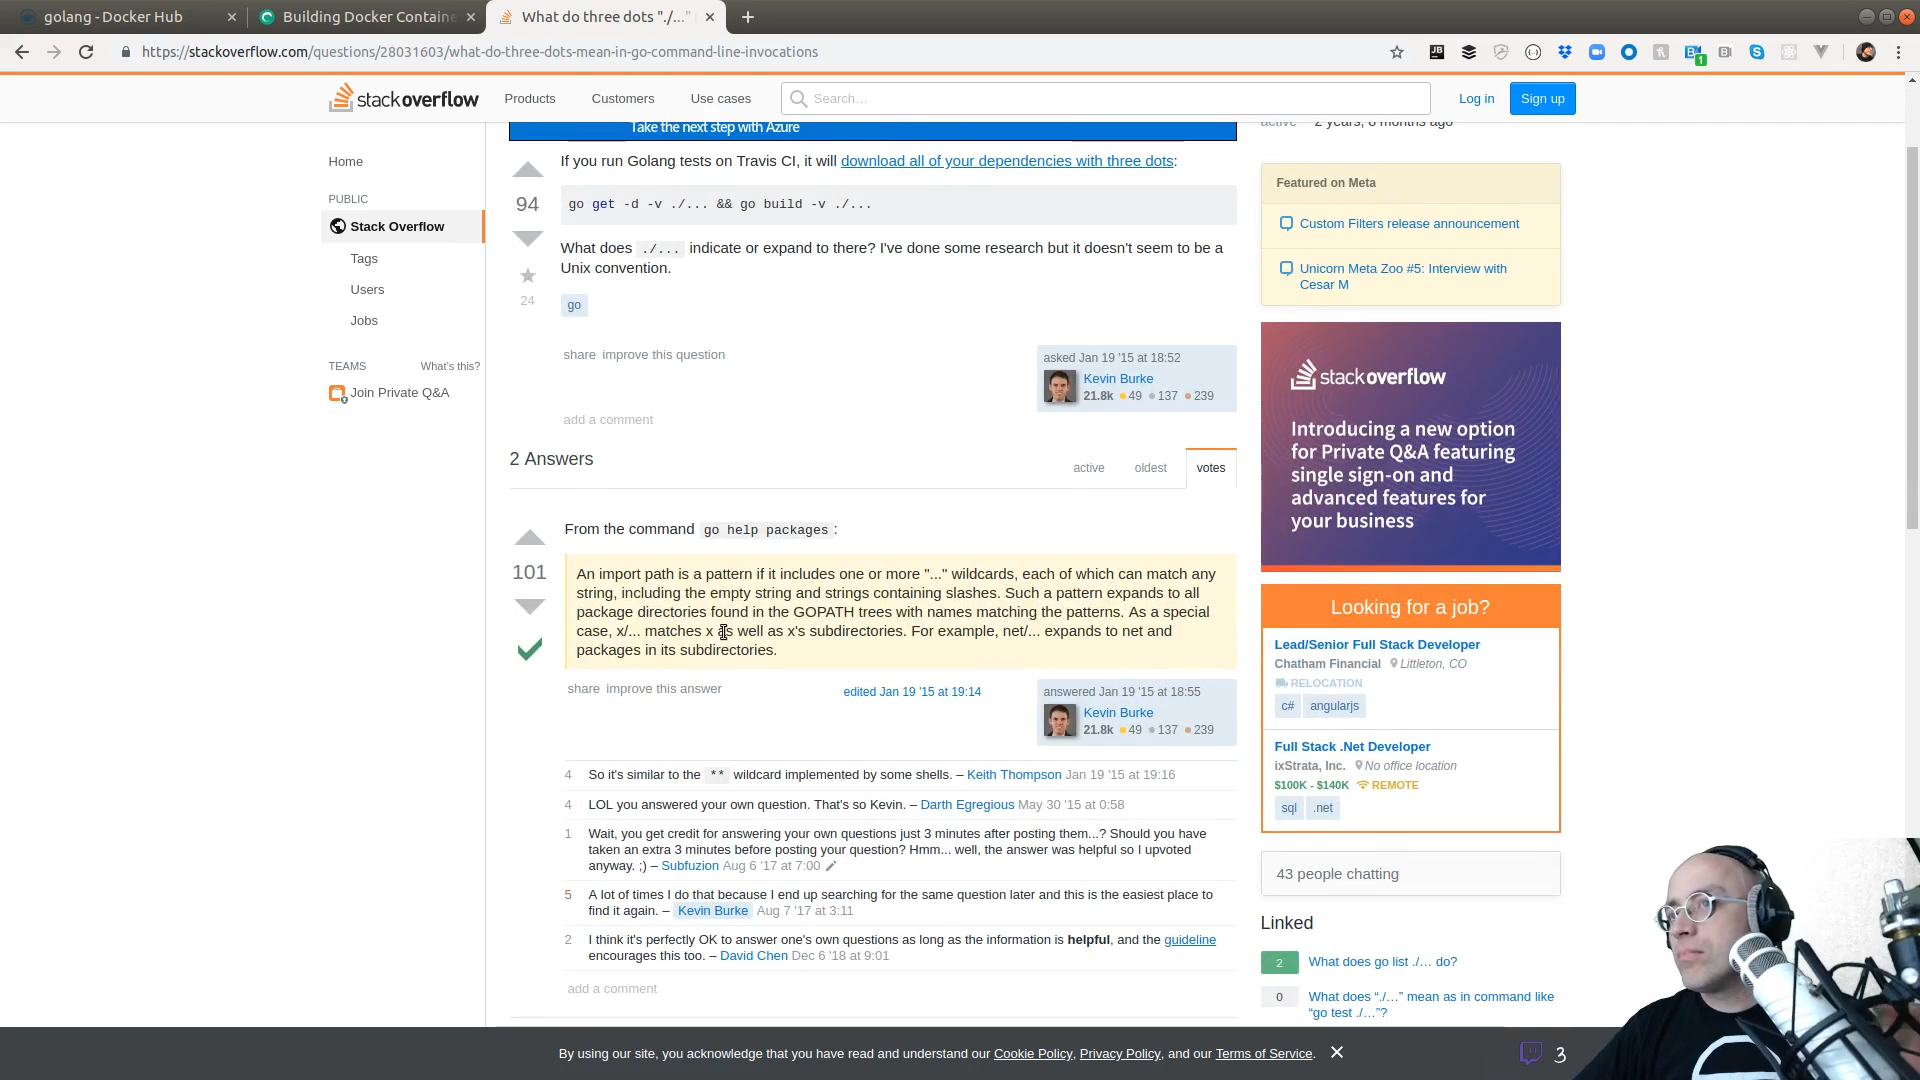 golang - Docker Hub
Building Docker Containe
What do three dots "./..."
https://stackoverflow.com/questions/28031603/what-do-three-dots-mean-in-go-command-line-invocations
stackoverflow
Products
Customers
Use cases
Search...
Log in
Sign up
Take the next step with Azure
active
2 years, 8 months ago
Home
PUBLIC
Stack Overflow
Tags
Users
Jobs
TEAMS
What's this?
Join Private Q&A
If you run Golang tests on Travis CI, it will download all of your dependencies with three dots:
94
go get -d -v ./... && go build -v ./...
What does ./... indicate or expand to there? I've done some research but it doesn't seem to be a
Unix convention.
24
go
share improve this question
asked Jan 19 '15 at 18:52
Kevin Burke
21.8k 49 137 239
add a comment
2 Answers
active
oldest
votes
From the command go help packages :
101
An import path is a pattern if it includes one or more "..." wildcards, each of which can match any
string, including the empty string and strings containing slashes. Such a pattern expands to all
package directories found in the GOPATH trees with names matching the patterns. As a special
case, x/... matches x as well as x's subdirectories. For example, net/... expands to net and
packages in its subdirectories.
share improve this answer
edited Jan 19 '15 at 19:14
answered Jan 19 '15 at 18:55
Kevin Burke
21.8k 49 137 239
4 So it's similar to the ** wildcard implemented by some shells. – Keith Thompson Jan 19 '15 at 19:16
4 LOL you answered your own question. That's so Kevin. – Darth Egregious May 30 '15 at 0:58
1 Wait, you get credit for answering your own questions just 3 minutes after posting them...? Should you have
taken an extra 3 minutes before posting your question? Hmm... well, the answer was helpful so I upvoted
anyway. ;) – Subfuzion Aug 6 '17 at 7:00
5 A lot of times I do that because I end up searching for the same question later and this is the easiest place to
find it again. – Kevin Burke Aug 7 '17 at 3:11
2 I think it's perfectly OK to answer one's own questions as long as the information is helpful, and the guideline
encourages this too. – David Chen Dec 6 '18 at 9:01
add a comment
Featured on Meta
Custom Filters release announcement
Unicorn Meta Zoo #5: Interview with
Cesar M
stackoverflow
Introducing a new option
for Private Q&A featuring
single sign-on and
advanced features for
your business
Looking for a job?
Lead/Senior Full Stack Developer
Chatham Financial Littleton, CO
RELOCATION
c# angularjs
Full Stack .Net Developer
ixStrata, Inc. No office location
$100K - $140K REMOTE
sql .net
43 people chatting
Linked
2 What does go list ./... do?
0 What does “./...” mean as in command like
“go test ./...”?
By using our site, you acknowledge that you have read and understand our Cookie Policy, Privacy Policy, and our Terms of Service.
3